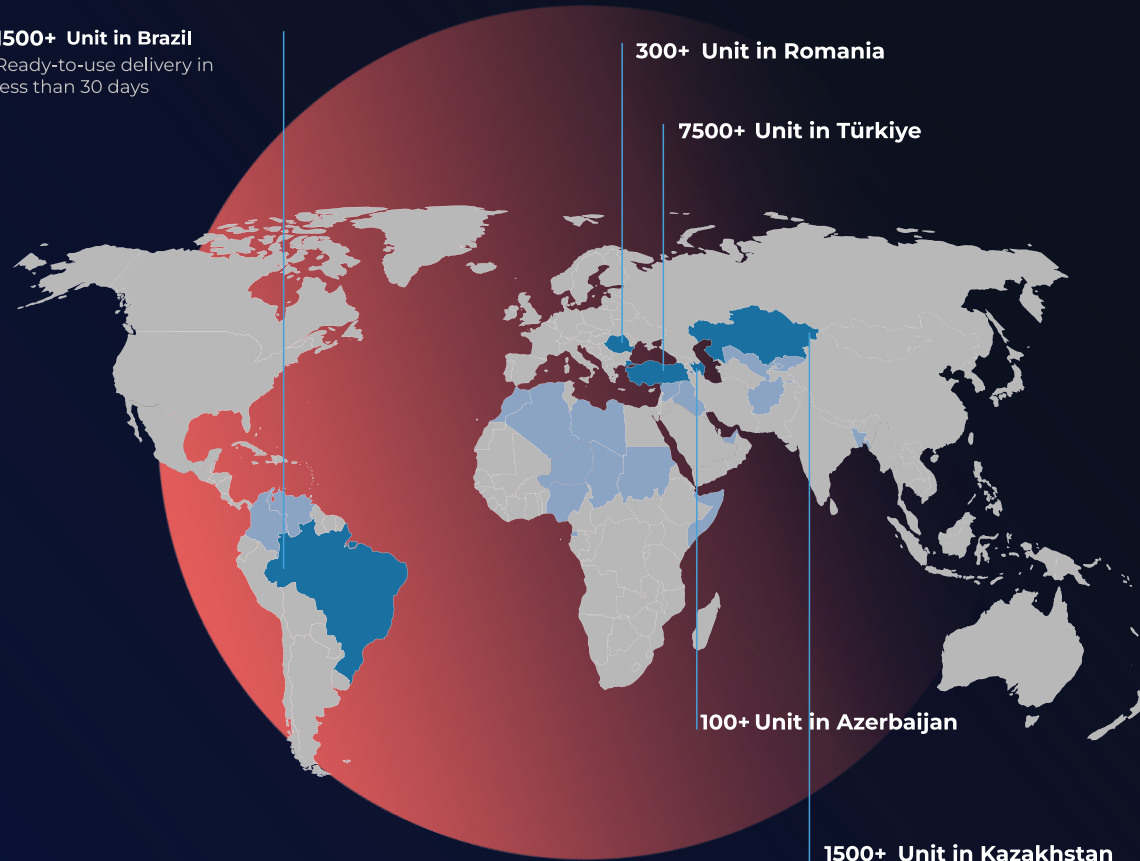 1500+ Unit in Brazil
Ready-to-use delivery in
less than 30 days
300+ Unit in Romania
7500+ Unit in Türkiye
100+ Unit in Azerbaijan
1500+ Unit in Kazakhstan